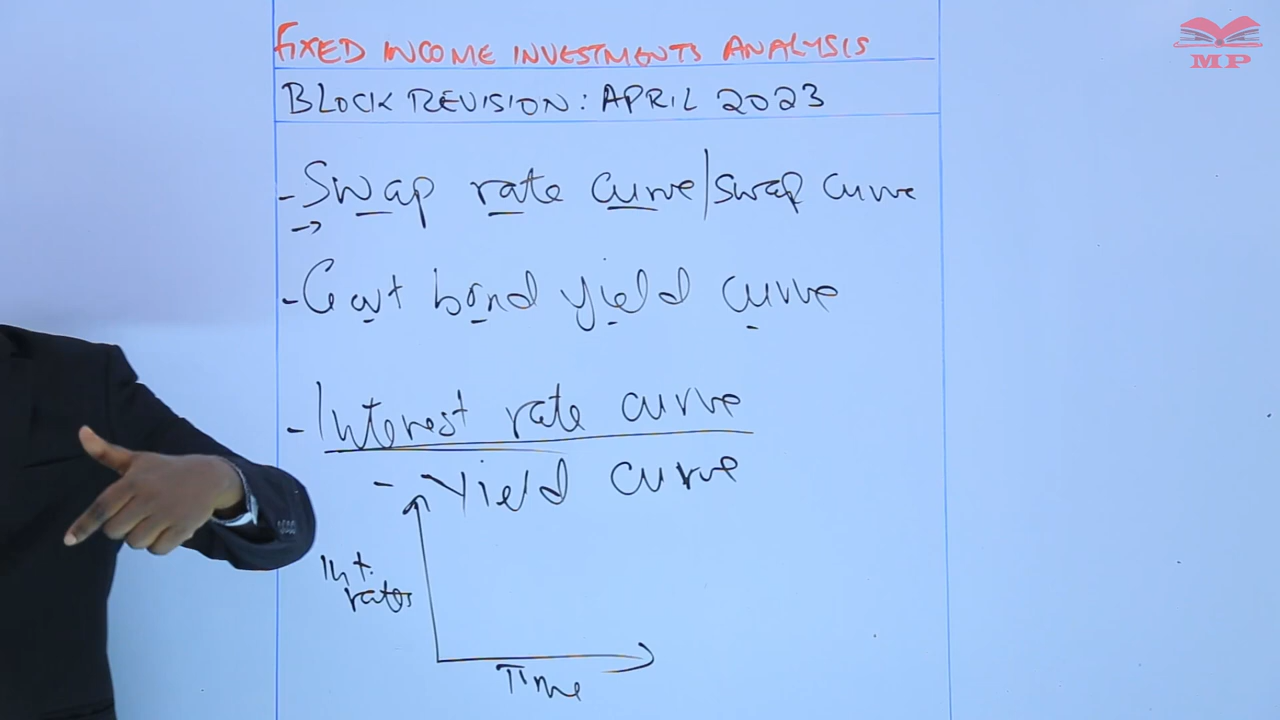 FIXED INCOME INVESTMENTS ANALYSIS
MP
BLOCK REVISION: APRIL 2023
- Swap rate curve/swap curve
→
- Govt bond yield curve
- Interest rate curve
- Yield curve
Int.
rates
Time